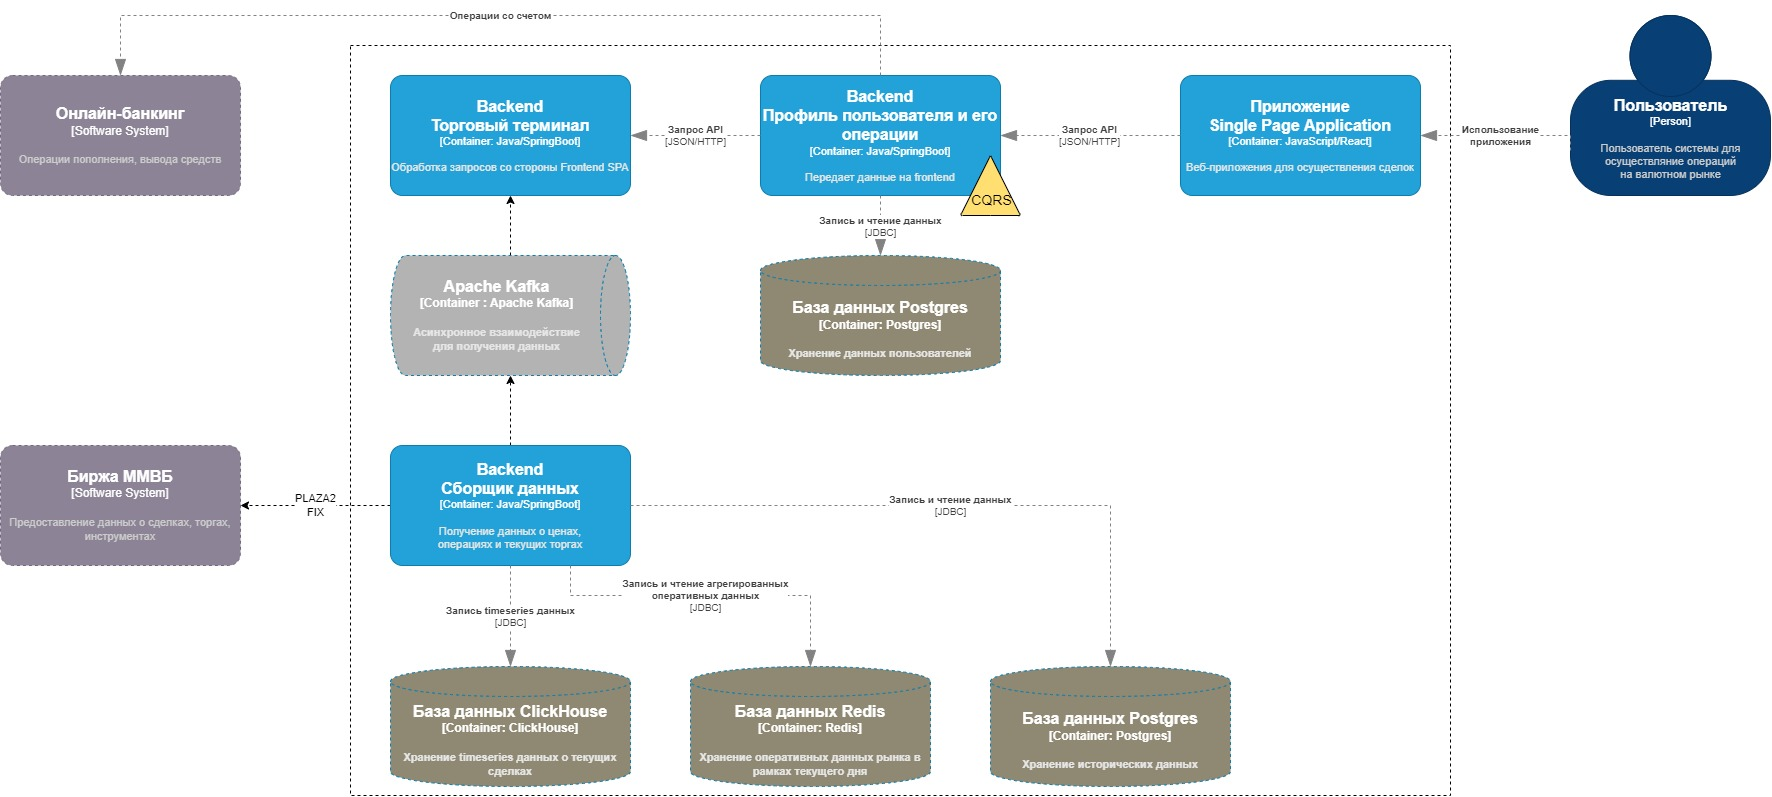 Операции со счетом
Онлайн-банкинг
[Software System]
Операции пополнения, вывода средств
Backend
Торговый терминал
[Container: Java/SpringBoot]
Обработка запросов со стороны Frontend SPA
Запрос API
[JSON/HTTP]
Backend
Профиль пользователя и его
операции
[Container: Java/SpringBoot]
Передает данные на frontend
CQRS
Запрос API
[JSON/HTTP]
Приложение
Single Page Application
[Container: JavaScript/React]
Веб-приложения для осуществления сделок
Использование
приложения
Пользователь
[Person]
Пользователь системы для
осуществляние операций
на валютном рынке
Запись и чтение данных
[JDBC]
Apache Kafka
[Container : Apache Kafka]
Асинхронное взаимодействие
для получения данных
База данных Postgres
[Container: Postgres]
Хранение данных пользователей
Биржа ММВБ
[Software System]
Предоставление данных о сделках, торгах,
инструментах
PLAZA2
FIX
Backend
Сборщик данных
[Container: Java/SpringBoot]
Получение данных о ценах,
операциях и текущих торгах
Запись и чтение данных
[JDBC]
Запись и чтение агрегированных
оперативных данных
[JDBC]
Запись timeseries данных
[JDBC]
База данных ClickHouse
[Container: ClickHouse]
Хранение timeseries данных о текущих
сделках
База данных Redis
[Container: Redis]
Хранение оперативных данных рынка в
рамках текущего дня
База данных Postgres
[Container: Postgres]
Хранение исторических данных